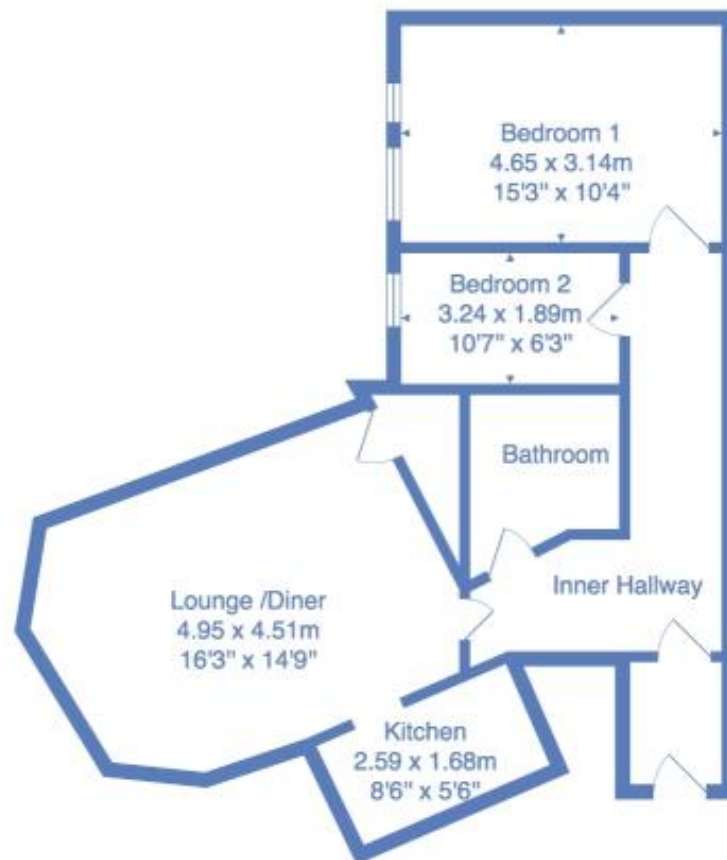 Bedroom 1
4.65 x 3.14m
15'3" x 10'4"
Bedroom 2
3.24 x 1.89m
10'7" x 6'3"
Bathroom
Inner Hallway
Lounge /Diner
4.95 x 4.51m
16'3" x 14'9"
Kitchen
2.59 x 1.68m
8'6" x 5'6"